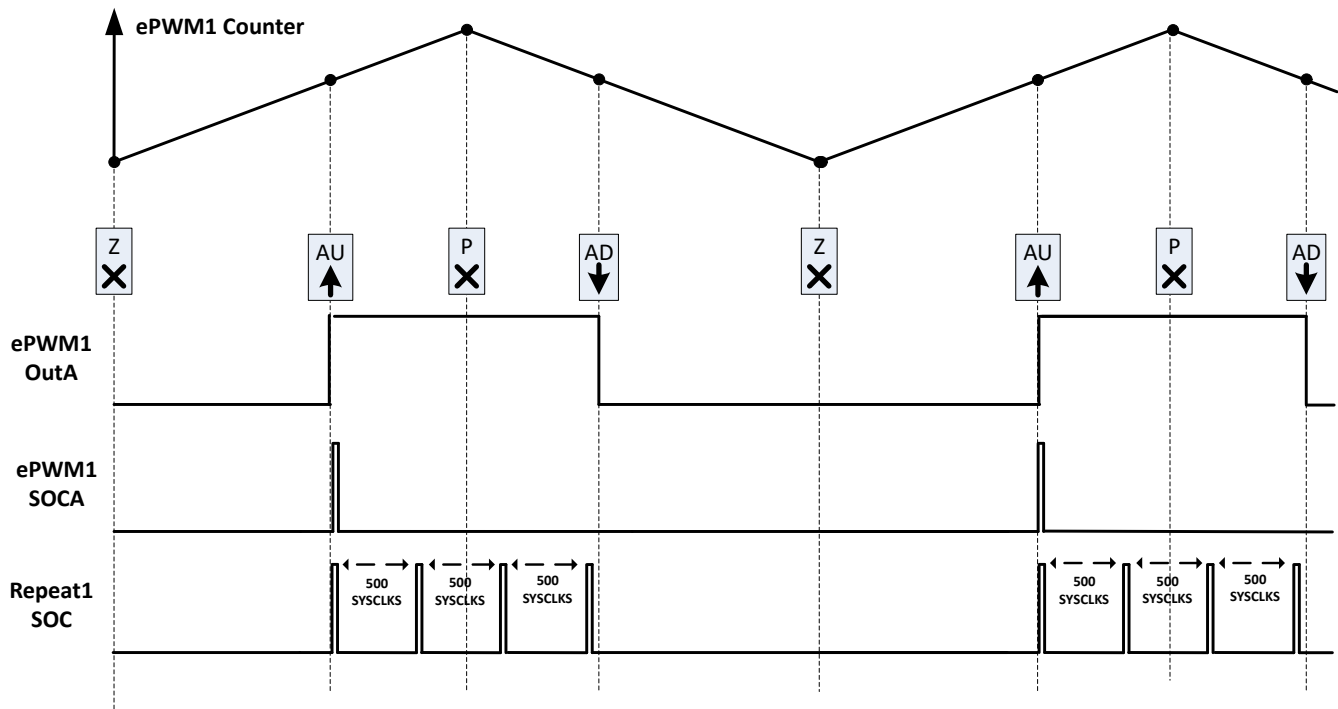 ePWM1 Counter
Z
AU
P
AD
Z
AU
P
AD
ePWM1
OutA
ePWM1
SOCA
Repeat1
SOC
500
SYSCLKS
500
SYSCLKS
500
SYSCLKS
500
SYSCLKS
500
SYSCLKS
500
SYSCLKS